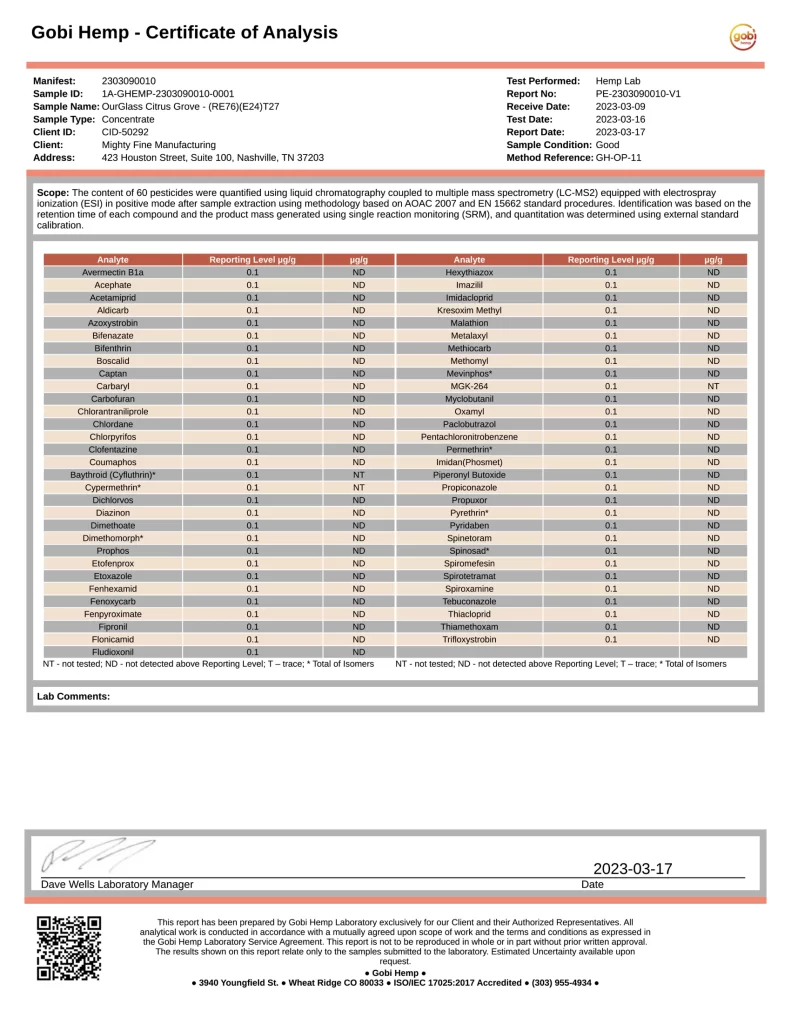 Gobi Hemp - Certificate of Analysis
gobi
hemp
Manifest: 2303090010
Sample ID: 1A-GHEMP-2303090010-0001
Sample Name: OurGlass Citrus Grove - (RE76)(E24)T27
Sample Type: Concentrate
Client ID: CID-50292
Client: Mighty Fine Manufacturing
Address: 423 Houston Street, Suite 100, Nashville, TN 37203
Test Performed: Hemp Lab
Report No: PE-2303090010-V1
Receive Date: 2023-03-09
Test Date: 2023-03-16
Report Date: 2023-03-17
Sample Condition: Good
Method Reference: GH-OP-11
Scope: The content of 60 pesticides were quantified using liquid chromatography coupled to multiple mass spectrometry (LC-MS2) equipped with electrospray
ionization (ESI) in positive mode after sample extraction using methodology based on AOAC 2007 and EN 15662 standard procedures. Identification was based on the
retention time of each compound and the product mass generated using single reaction monitoring (SRM), and quantitation was determined using external standard
calibration.
Analyte Reporting Level µg/g µg/g Analyte Reporting Level µg/g µg/g
Avermectin B1a 0.1 ND Hexythiazox 0.1 ND
Acephate 0.1 ND Imazilil 0.1 ND
Acetamiprid 0.1 ND Imidacloprid 0.1 ND
Aldicarb 0.1 ND Kresoxim Methyl 0.1 ND
Azoxystrobin 0.1 ND Malathion 0.1 ND
Bifenazate 0.1 ND Metalaxyl 0.1 ND
Bifenthrin 0.1 ND Methiocarb 0.1 ND
Boscalid 0.1 ND Methomyl 0.1 ND
Captan 0.1 ND Mevinphos* 0.1 ND
Carbaryl 0.1 ND MGK-264 0.1 NT
Carbofuran 0.1 ND Myclobutanil 0.1 ND
Chlorantraniliprole 0.1 ND Oxamyl 0.1 ND
Chlordane 0.1 ND Paclobutrazol 0.1 ND
Chlorpyrifos 0.1 ND Pentachloronitrobenzene 0.1 ND
Clofentazine 0.1 ND Permethrin* 0.1 ND
Coumaphos 0.1 ND Imidan(Phosmet) 0.1 ND
Baythroid (Cyfluthrin)* 0.1 NT Piperonyl Butoxide 0.1 ND
Cypermethrin* 0.1 NT Propiconazole 0.1 ND
Dichlorvos 0.1 ND Propuxor 0.1 ND
Diazinon 0.1 ND Pyrethrin* 0.1 ND
Dimethoate 0.1 ND Pyridaben 0.1 ND
Dimethomorph* 0.1 ND Spinetoram 0.1 ND
Prophos 0.1 ND Spinosad* 0.1 ND
Etofenprox 0.1 ND Spiromefesin 0.1 ND
Etoxazole 0.1 ND Spirotetramat 0.1 ND
Fenhexamid 0.1 ND Spiroxamine 0.1 ND
Fenoxycarb 0.1 ND Tebuconazole 0.1 ND
Fenpyroximate 0.1 ND Thiacloprid 0.1 ND
Fipronil 0.1 ND Thiamethoxam 0.1 ND
Flonicamid 0.1 ND Trifloxystrobin 0.1 ND
Fludioxonil 0.1 ND
NT - not tested; ND - not detected above Reporting Level; T – trace; * Total of Isomers NT - not tested; ND - not detected above Reporting Level; T – trace; * Total of Isomers
Lab Comments:
2023-03-17
Dave Wells Laboratory Manager Date
This report has been prepared by Gobi Hemp Laboratory exclusively for our Client and their Authorized Representatives. All
analytical work is conducted in accordance with a mutually agreed upon scope of work and the terms and conditions as expressed in
the Gobi Hemp Laboratory Service Agreement. This report is not to be reproduced in whole or in part without prior written approval.
The results shown on this report relate only to the samples submitted to the laboratory. Estimated Uncertainty available upon
request.
● Gobi Hemp ●
● 3940 Youngfield St. ● Wheat Ridge CO 80033 ● ISO/IEC 17025:2017 Accredited ● (303) 955-4934 ●